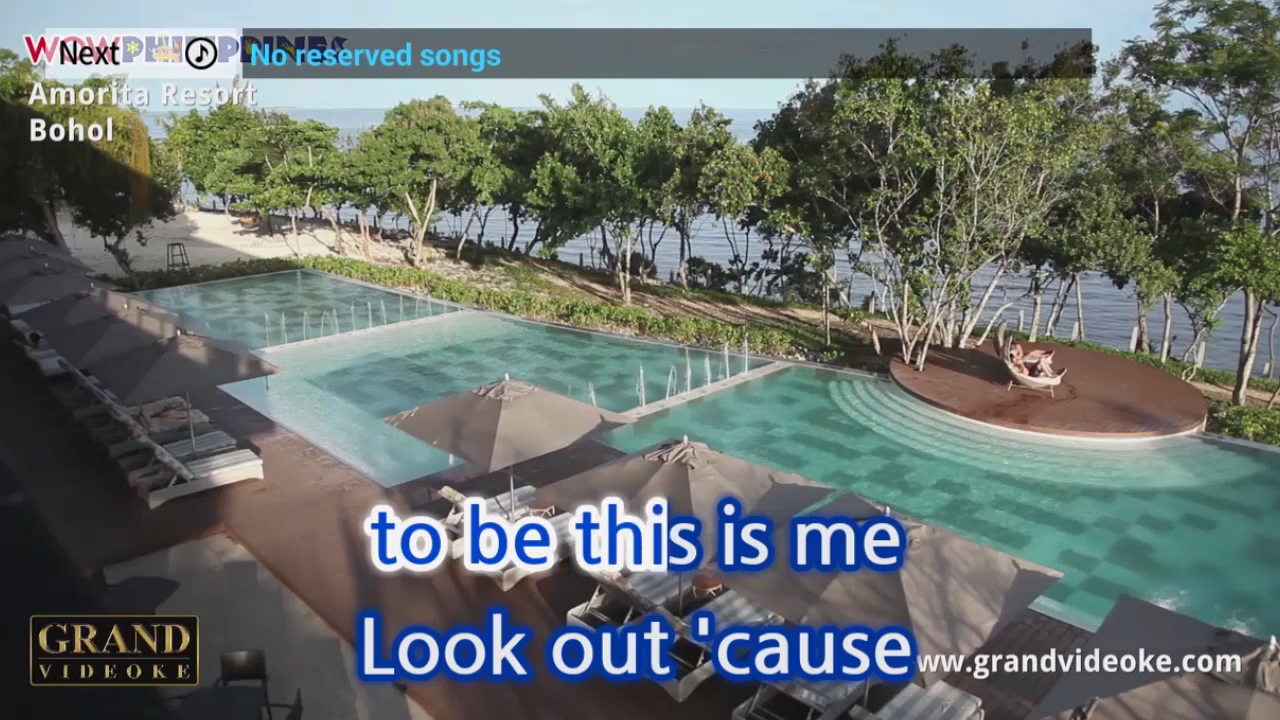 WOWPHILIPPINES
Next No reserved songs
Amorita Resort
Bohol
to be this is me
Look out 'cause
GRAND
VIDEOKE
www.grandvideoke.com